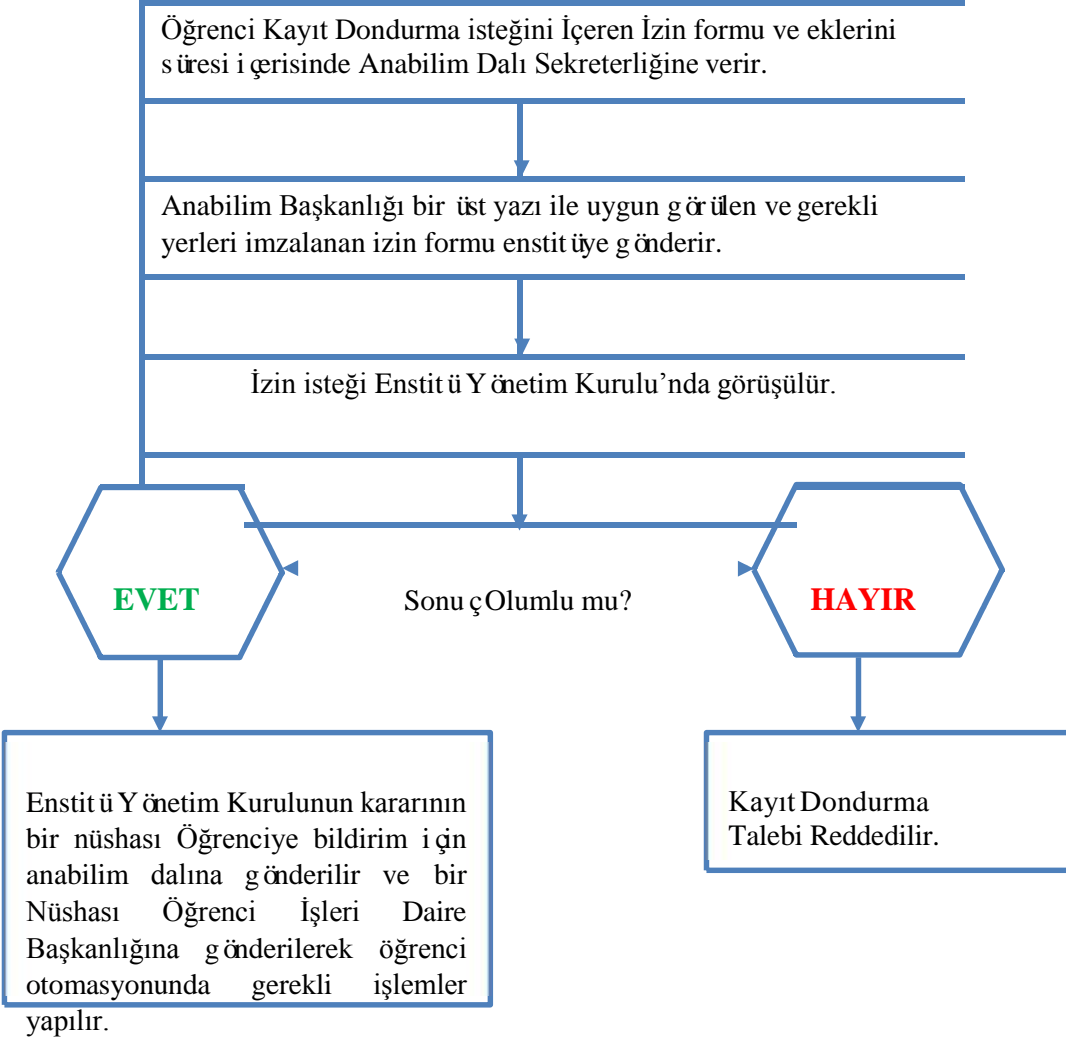 Öğrenci Kayıt Dondurma isteğini İçeren İzin formu ve eklerini
süresi içerisinde Anabilim Dalı Sekreterliğine verir.
Anabilim Başkanlığı bir üst yazı ile uygun görülen ve gerekli
yerleri imzalanan izin formu enstitüye gönderir.
İzin isteği Enstitü Yönetim Kurulu’nda görüşülür.
EVET
Sonuç Olumlu mu?
HAYIR
Enstitü Yönetim Kurulunun kararının
bir nüshası Öğrenciye bildirim için
anabilim dalına gönderilir ve bir
Nüshası Öğrenci İşleri Daire
Başkanlığına gönderilerek öğrenci
otomasyonunda gerekli işlemler
yapılır.
Kayıt Dondurma
Talebi Reddedilir.